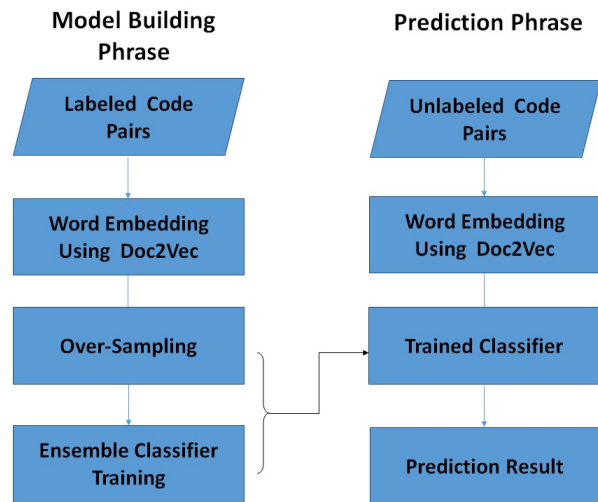 Model Building
Phrase
Labeled Code
Pairs
Word Embedding
Using Doc2Vec
Over-Sampling
Ensemble Classifier
Training
Prediction Phrase
Unlabeled Code
Pairs
Word Embedding
Using Doc2Vec
Trained Classifier
Prediction Result